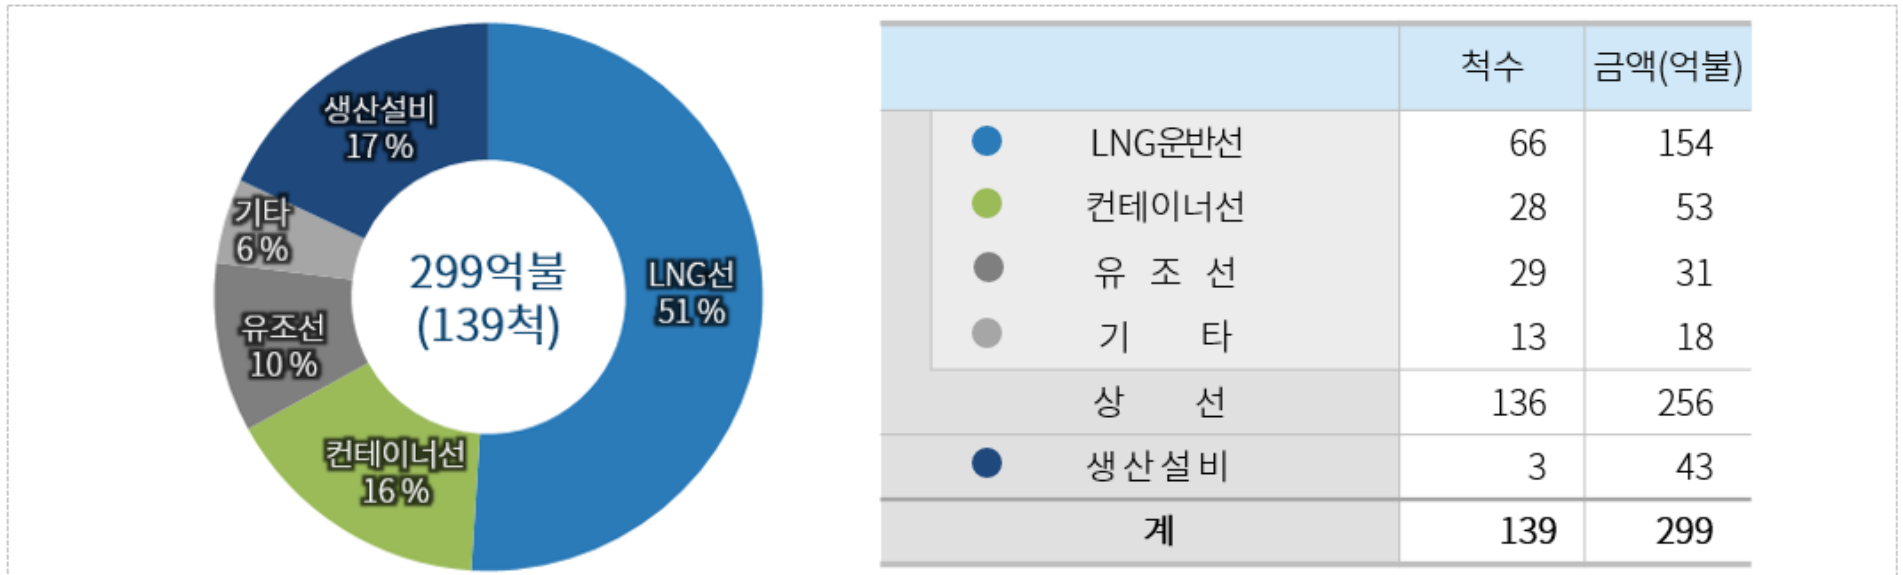 생산설비
17 %
기타
6 %
유조선
10 %
컨테이너선
16 %
LNG선
51 %
299억불
(139척)
척수 금액(억불)
LNG운반선 66 154
컨테이너선 28 53
유 조 선 29 31
기 타 13 18
상 선 136 256
생산설비 3 43
계 139 299